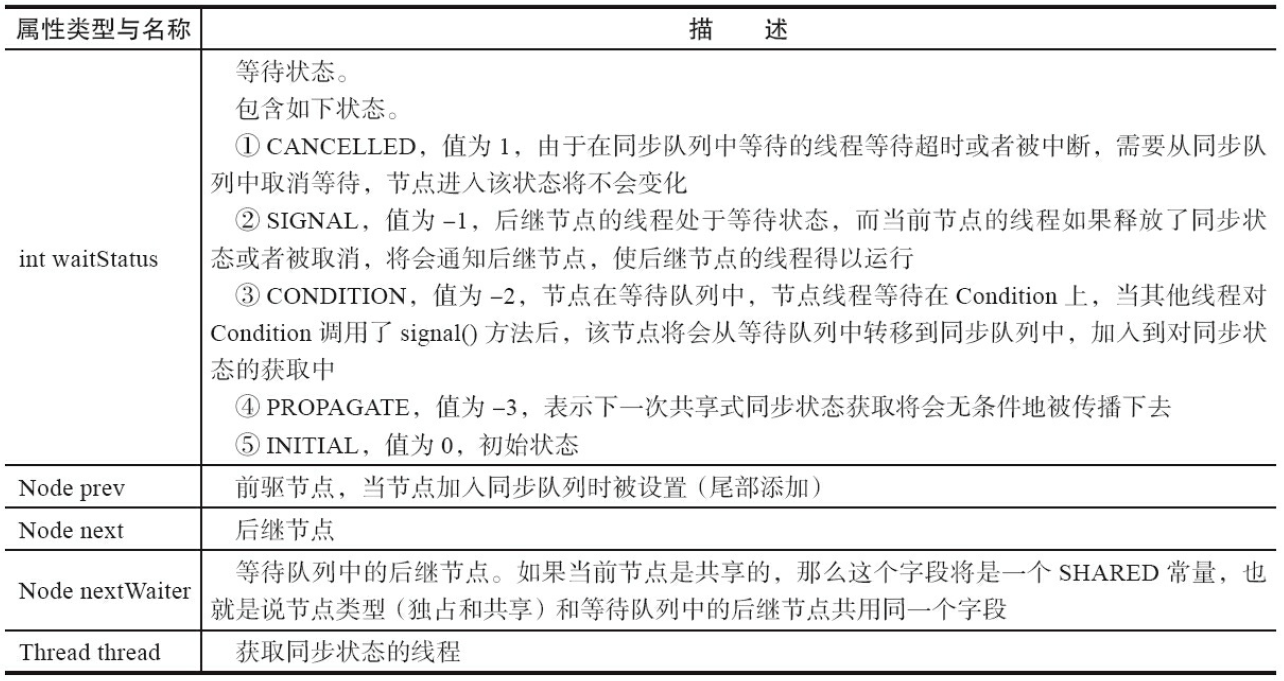 属性类型与名称 描 述
等待状态。
包含如下状态。
① CANCELLED，值为 1，由于在同步队列中等待的线程等待超时或者被中断，需要从同步队
列中取消等待，节点进入该状态将不会变化
② SIGNAL，值为 –1，后继节点的线程处于等待状态，而当前节点的线程如果释放了同步状
int waitStatus 态或者被取消，将会通知后继节点，使后继节点的线程得以运行
③ CONDITION，值为 –2，节点在等待队列中，节点线程等待在 Condition 上，当其他线程对
Condition 调用了 signal() 方法后，该节点将会从等待队列中转移到同步队列中，加入到对同步状
态的获取中
④ PROPAGATE，值为 –3，表示下一次共享式同步状态获取将会无条件地被传播下去
⑤ INITIAL，值为 0，初始状态
Node prev 前驱节点，当节点加入同步队列时被设置（尾部添加）
Node next 后继节点
Node nextWaiter 等待队列中的后继节点。如果当前节点是共享的，那么这个字段将是一个 SHARED 常量，也
就是说节点类型（独占和共享）和等待队列中的后继节点共用同一个字段
Thread thread 获取同步状态的线程